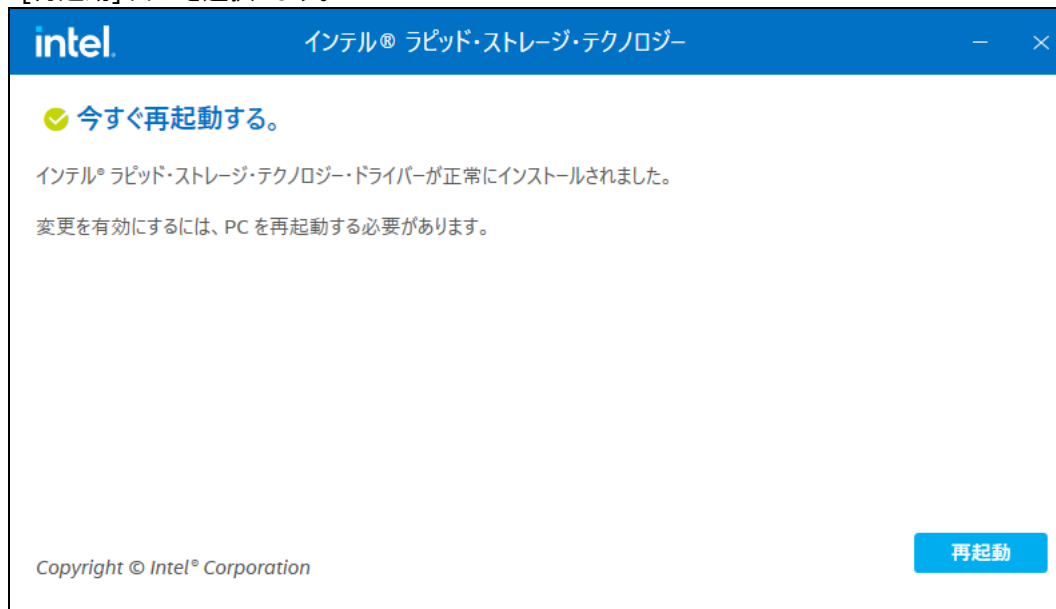 intel.
インテル® ラピッド・ストレージ・テクノロジー
今すぐ再起動する。
インテル® ラピッド・ストレージ・テクノロジー・ドライバーが正常にインストールされました。
変更を有効にするには、PC を再起動する必要があります。
再起動
Copyright © Intel® Corporation